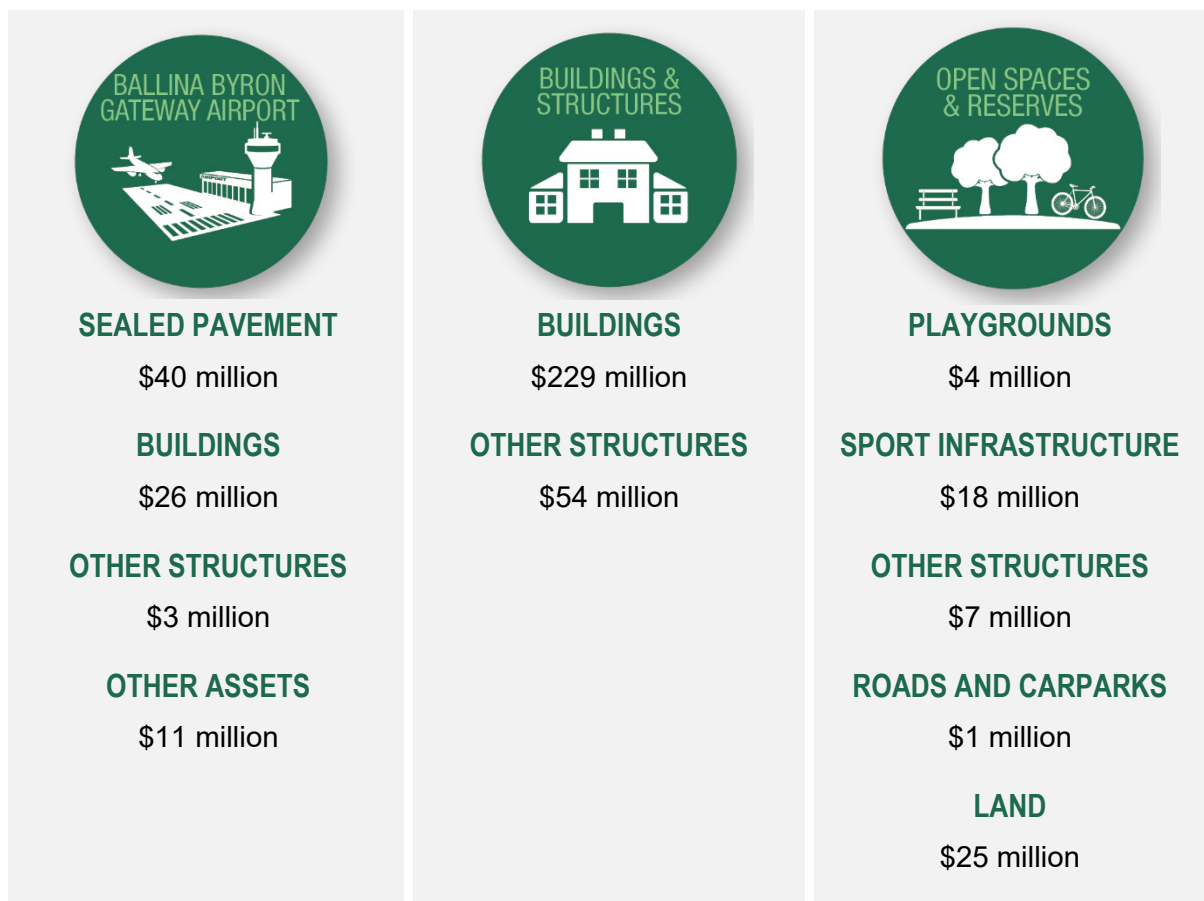 BALLINA BYRON
GATEWAY AIRPORT
AIRPORT
SEALED PAVEMENT
$40 million
BUILDINGS
$26 million
OTHER STRUCTURES
$3 million
OTHER ASSETS
$11 million
BUILDINGS &
STRUCTURES
BUILDINGS
$229 million
OTHER STRUCTURES
$54 million
OPEN SPACES
& RESERVES
PLAYGROUNDS
$4 million
SPORT INFRASTRUCTURE
$18 million
OTHER STRUCTURES
$7 million
ROADS AND CARPARKS
$1 million
LAND
$25 million